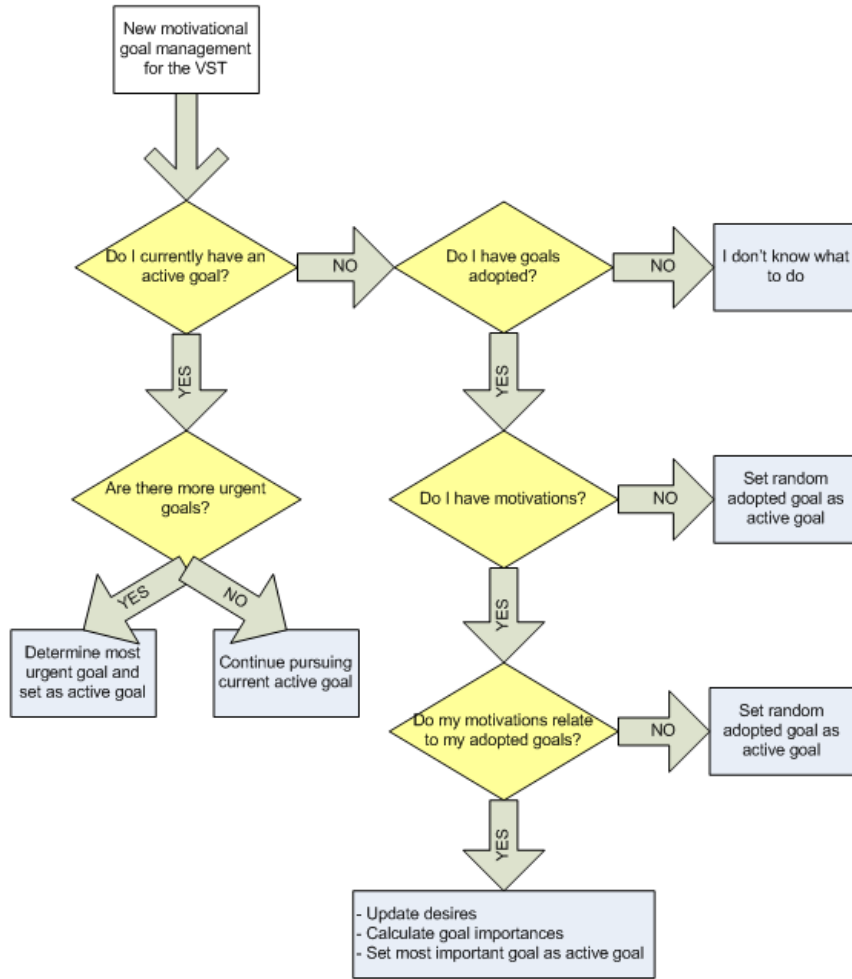 New motivational
goal management
for the VST
Do I currently have an
active goal?
NO
Do I have goals
adopted?
NO
I don't know what
to do
YES
YES
Are there more urgent
goals?
Do I have motivations?
NO
Set random
adopted goal as
active goal
YES
NO
YES
Determine most
urgent goal and
set as active goal
Continue pursuing
current active goal
Do my motivations relate
to my adopted goals?
NO
Set random
adopted goal as
active goal
YES
- Update desires
- Calculate goal importances
- Set most important goal as active goal